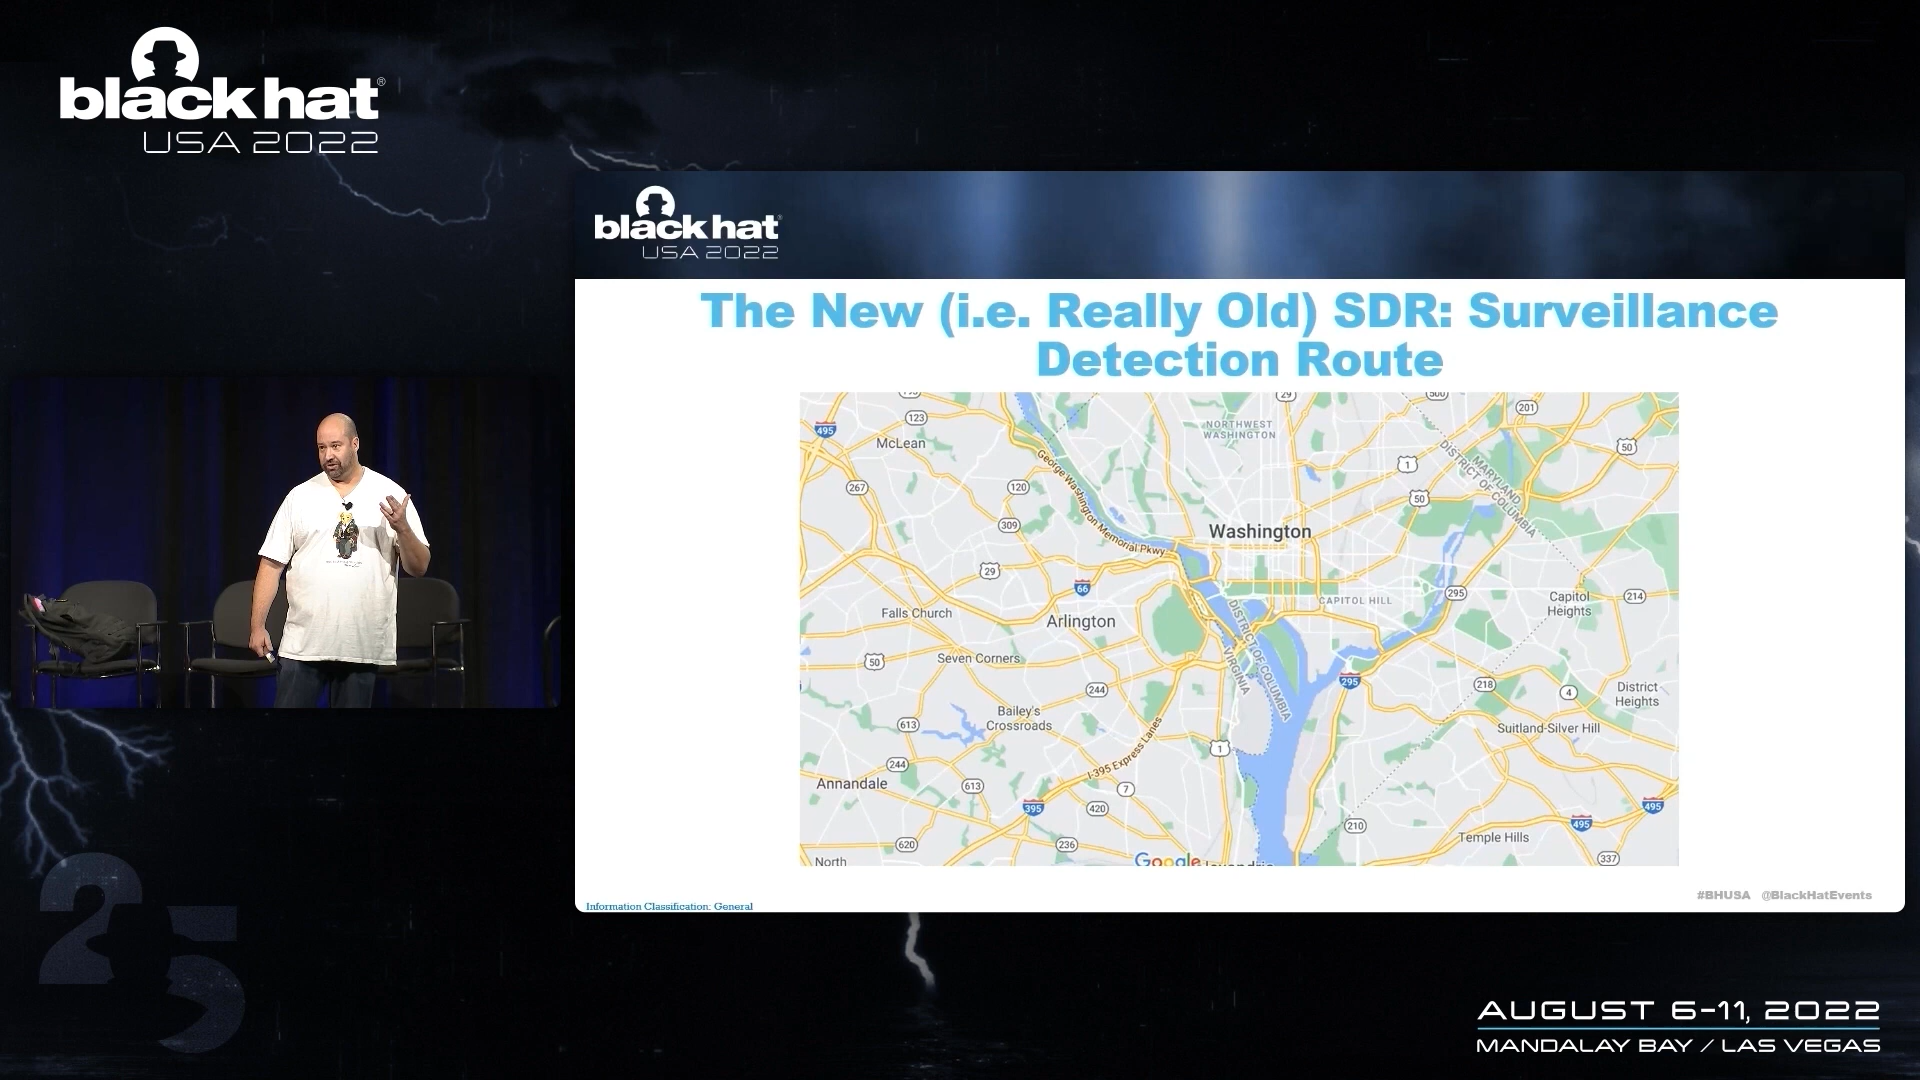 black hat®
USA 2022
black hat
USA 2022
The New (i.e. Really Old) SDR: Surveillance
Detection Route
29
201
123
495
McLean
NORTHWEST
WASHINGTON
50
1
MARYLAND
DISTRICT OF COLUMBIA
George Washington Memorial Pkwy
267
120
50
309
Washington
29
66
CAPITOL HILL
295
Capitol
Heights
214
Falls Church
Arlington
DISTRICT OF COLUMBIA
VIRGINIA
50
Seven Corners
244
295
218
4
District
Heights
613
Bailey's
Crossroads
Suitland-Silver Hill
1
I-395 Express Lanes
244
Annandale
613
7
395
420
495
210
495
Temple Hills
620
236
337
North
Google
Information Classification: General
#BHUSA @BlackHatEvents
25
AUGUST 6-11, 2022
MANDALAY BAY / LAS VEGAS